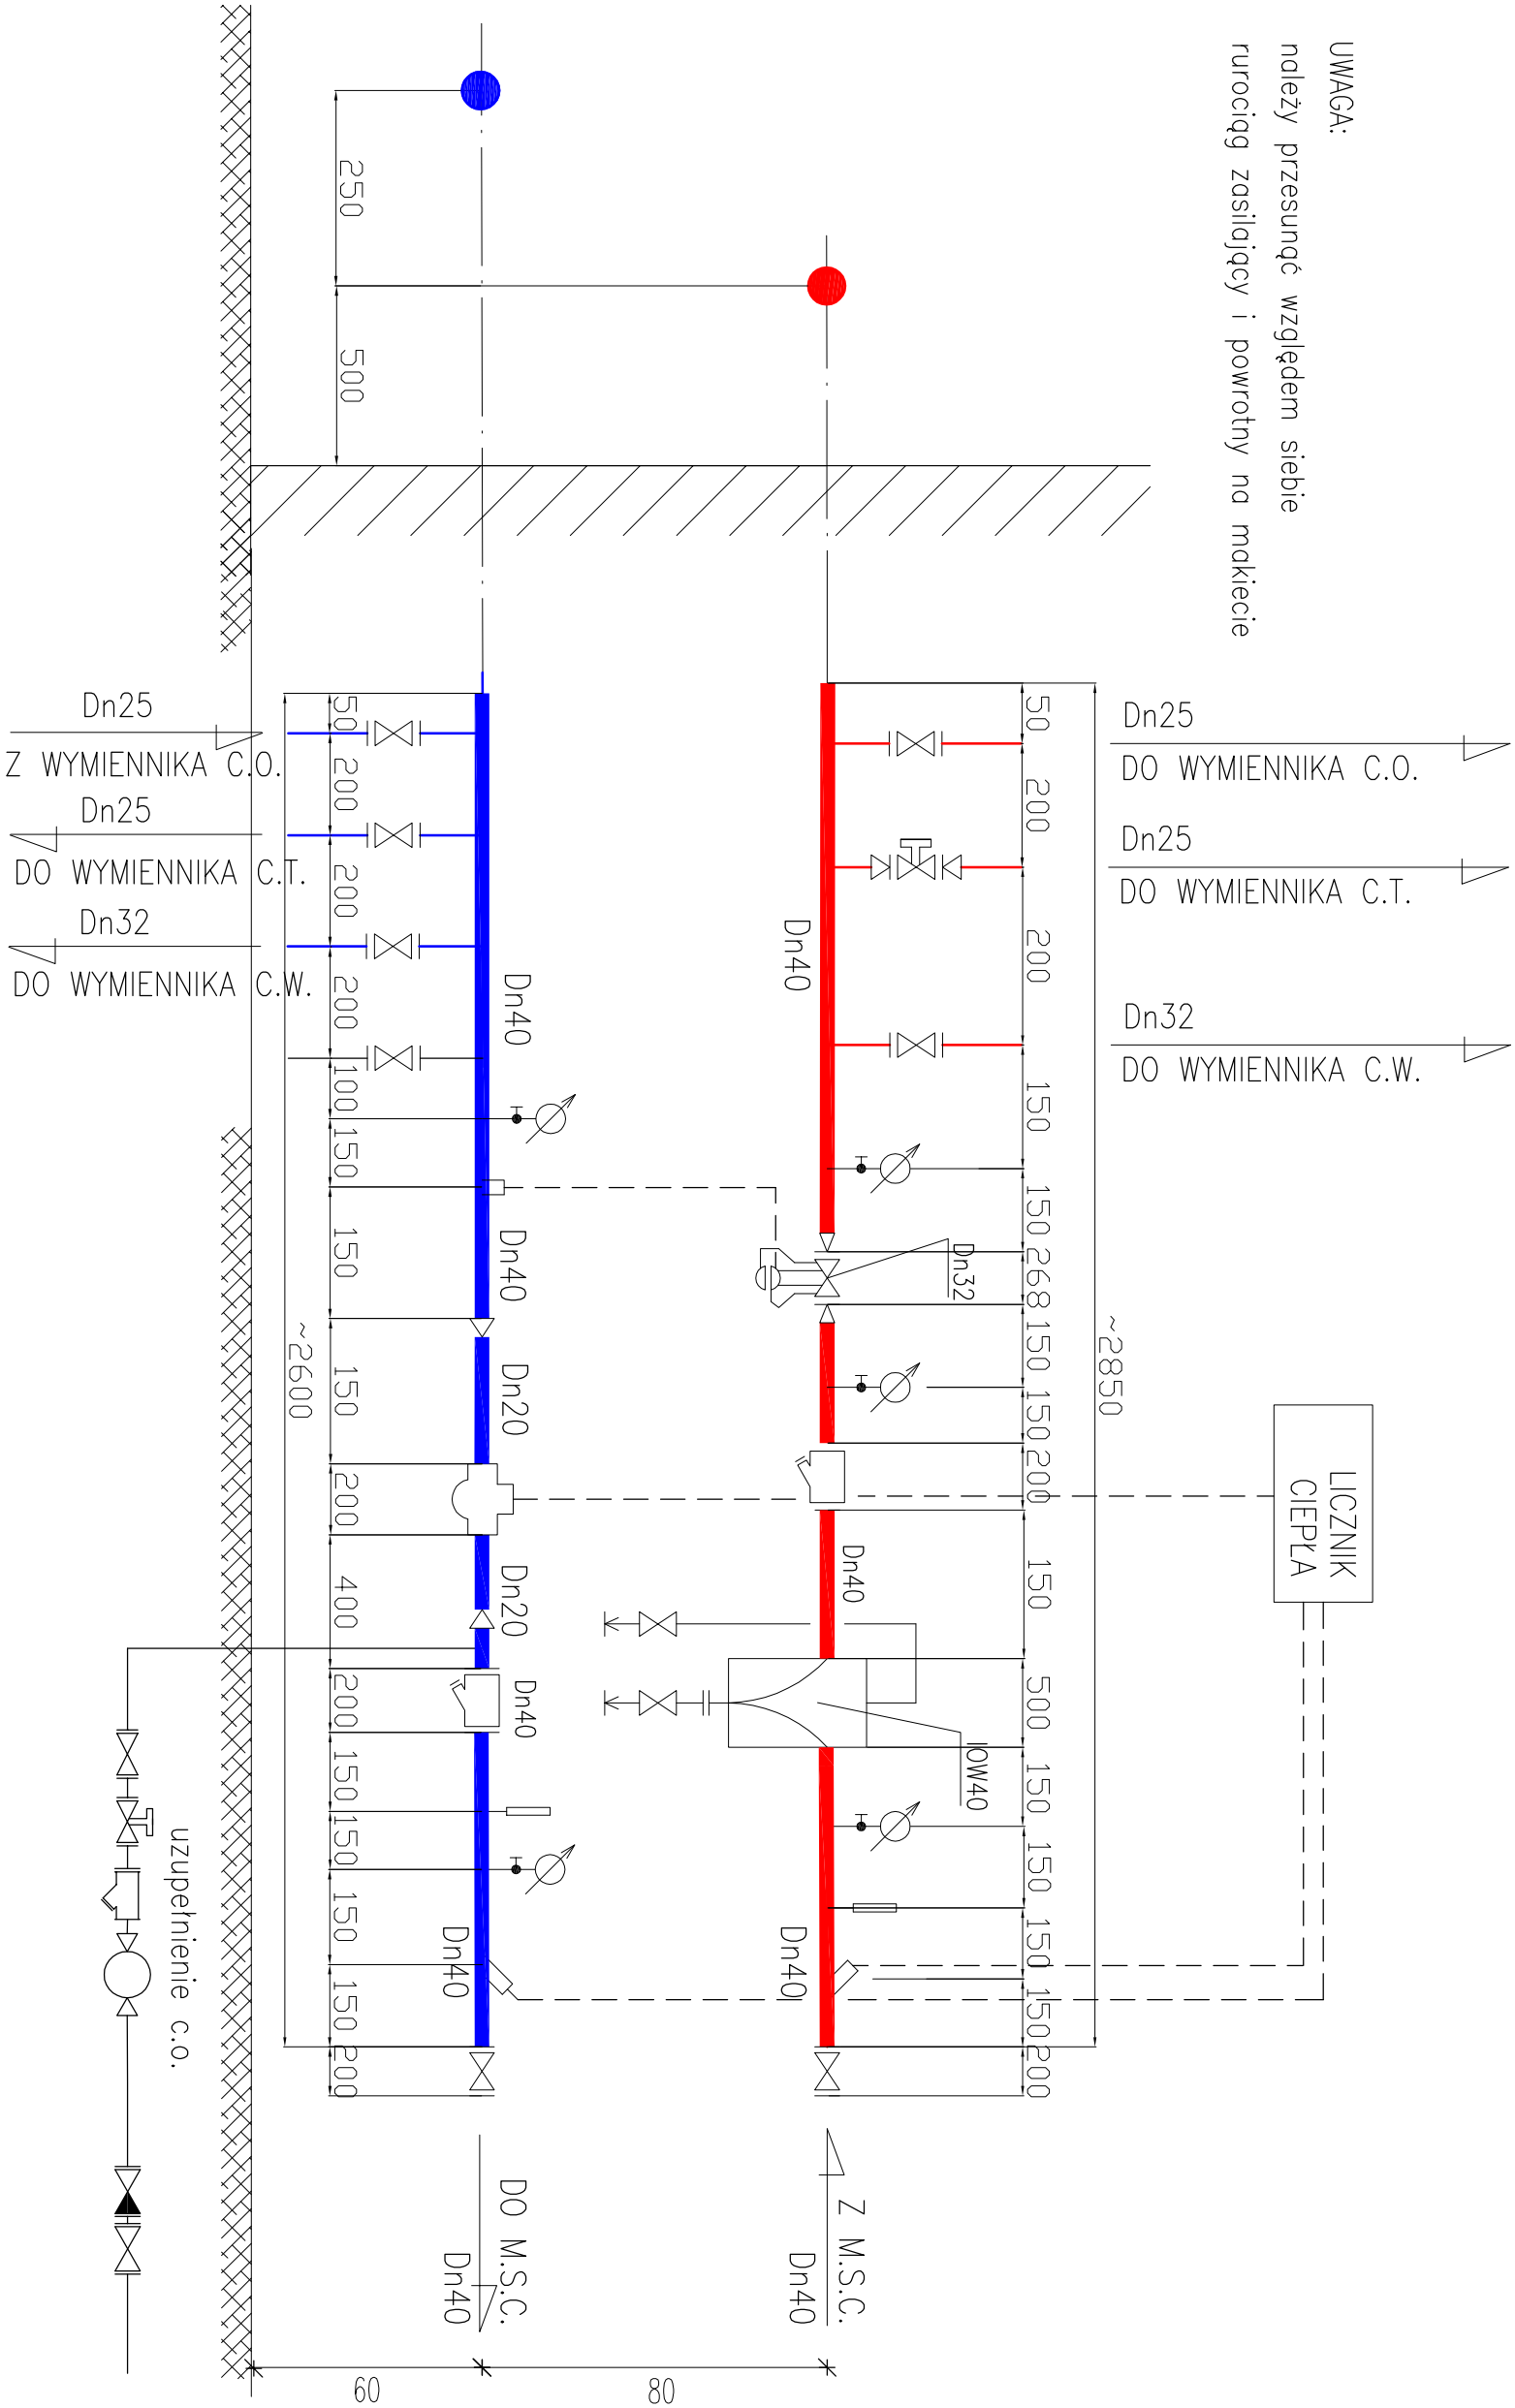 UWAGA:
należy przesunąć względem siebie
rurociąg zasilający i powrotny na makiecie
250
500
Dn25
DO WYMIENNIKA C.O.
Dn25
DO WYMIENNIKA C.T.
Dn32
DO WYMIENNIKA C.W.
Dn25
Z WYMIENNIKA C.O.
Dn25
DO WYMIENNIKA C.T.
Dn32
DO WYMIENNIKA C.W.
~2850
50
200
200
150
150
268
150
150
200
150
500
150
150
150
150
200
LICZNIK
CIEPŁA
Dn40
Dn32
Dn40
IOW40
Dn40
Z M.S.C.
Dn40
Dn40
Dn40
Dn20
Dn20
Dn40
Dn40
DO M.S.C.
Dn40
50
200
200
200
100
150
150
150
200
400
200
150
150
150
150
200
~2600
uzupełnienie c.o.
60
80